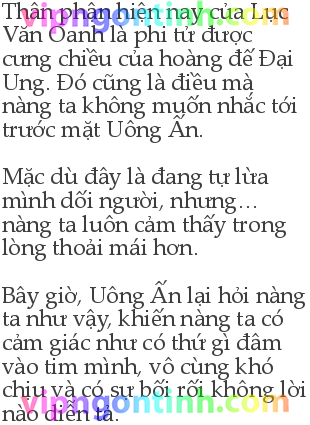 Thân phận hiện nay của Lục
Văn Oanh là phi tử được
cưng chiều của hoàng đế Đại
Ung. Đó cũng là điều mà
nàng ta không muốn nhắc tới
trước mặt Uông Ấn.
Mặc dù đây là đang tự lừa
mình dối người, nhưng…
nàng ta luôn cảm thấy trong
lòng thoải mái hơn.
Bây giờ, Uông Ấn lại hỏi nàng
ta như vậy, khiến nàng ta có
cảm giác như có thứ gì đâm
vào tim mình, vô cùng khó
chịu và có sự bối rối không lời
nào diễn tả.
vipngontinh.com
vipngontinh.com
vipngontinh.com